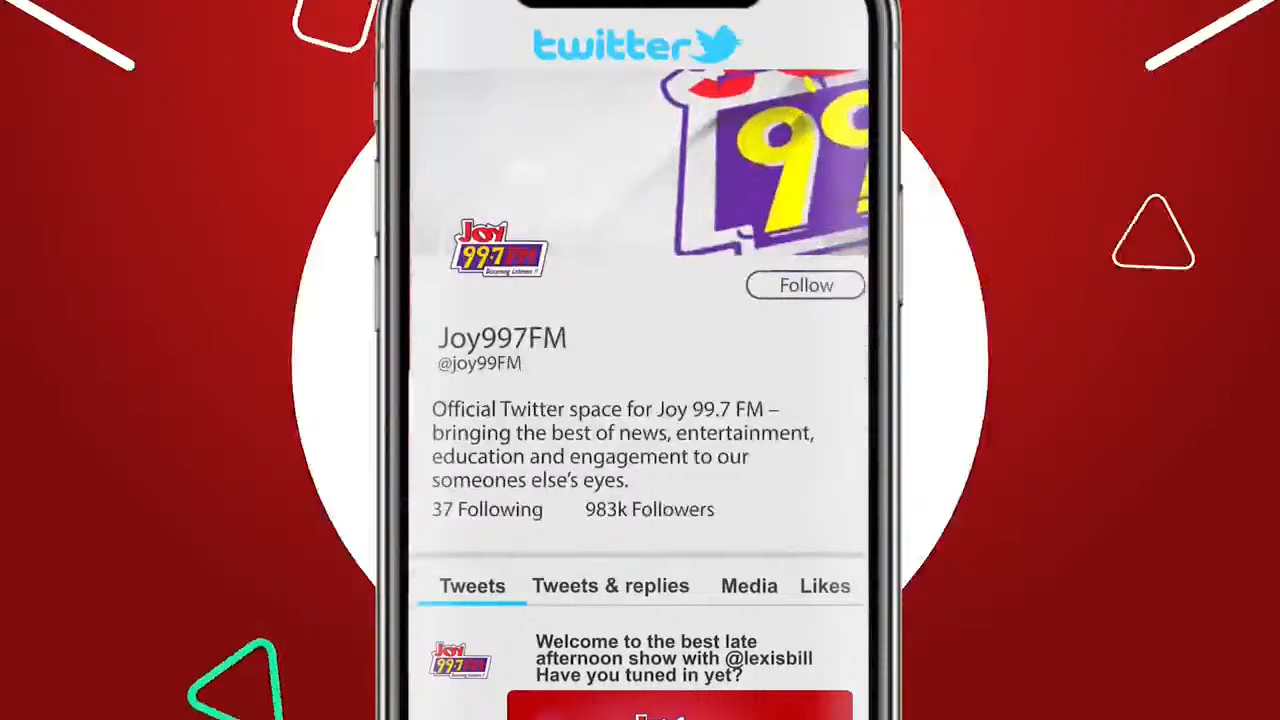 twitter
99
Joy
99.7 FM
Follow
Joy997FM
@joy99FM
Official Twitter space for Joy 99.7 FM –
bringing the best of news, entertainment,
education and engagement to our
someones else's eyes.
37 Following 983k Followers
Tweets Tweets & replies Media Likes
Joy
99.7 FM
Welcome to the best late
afternoon show with @lexisbill
Have you tuned in yet?
Joy